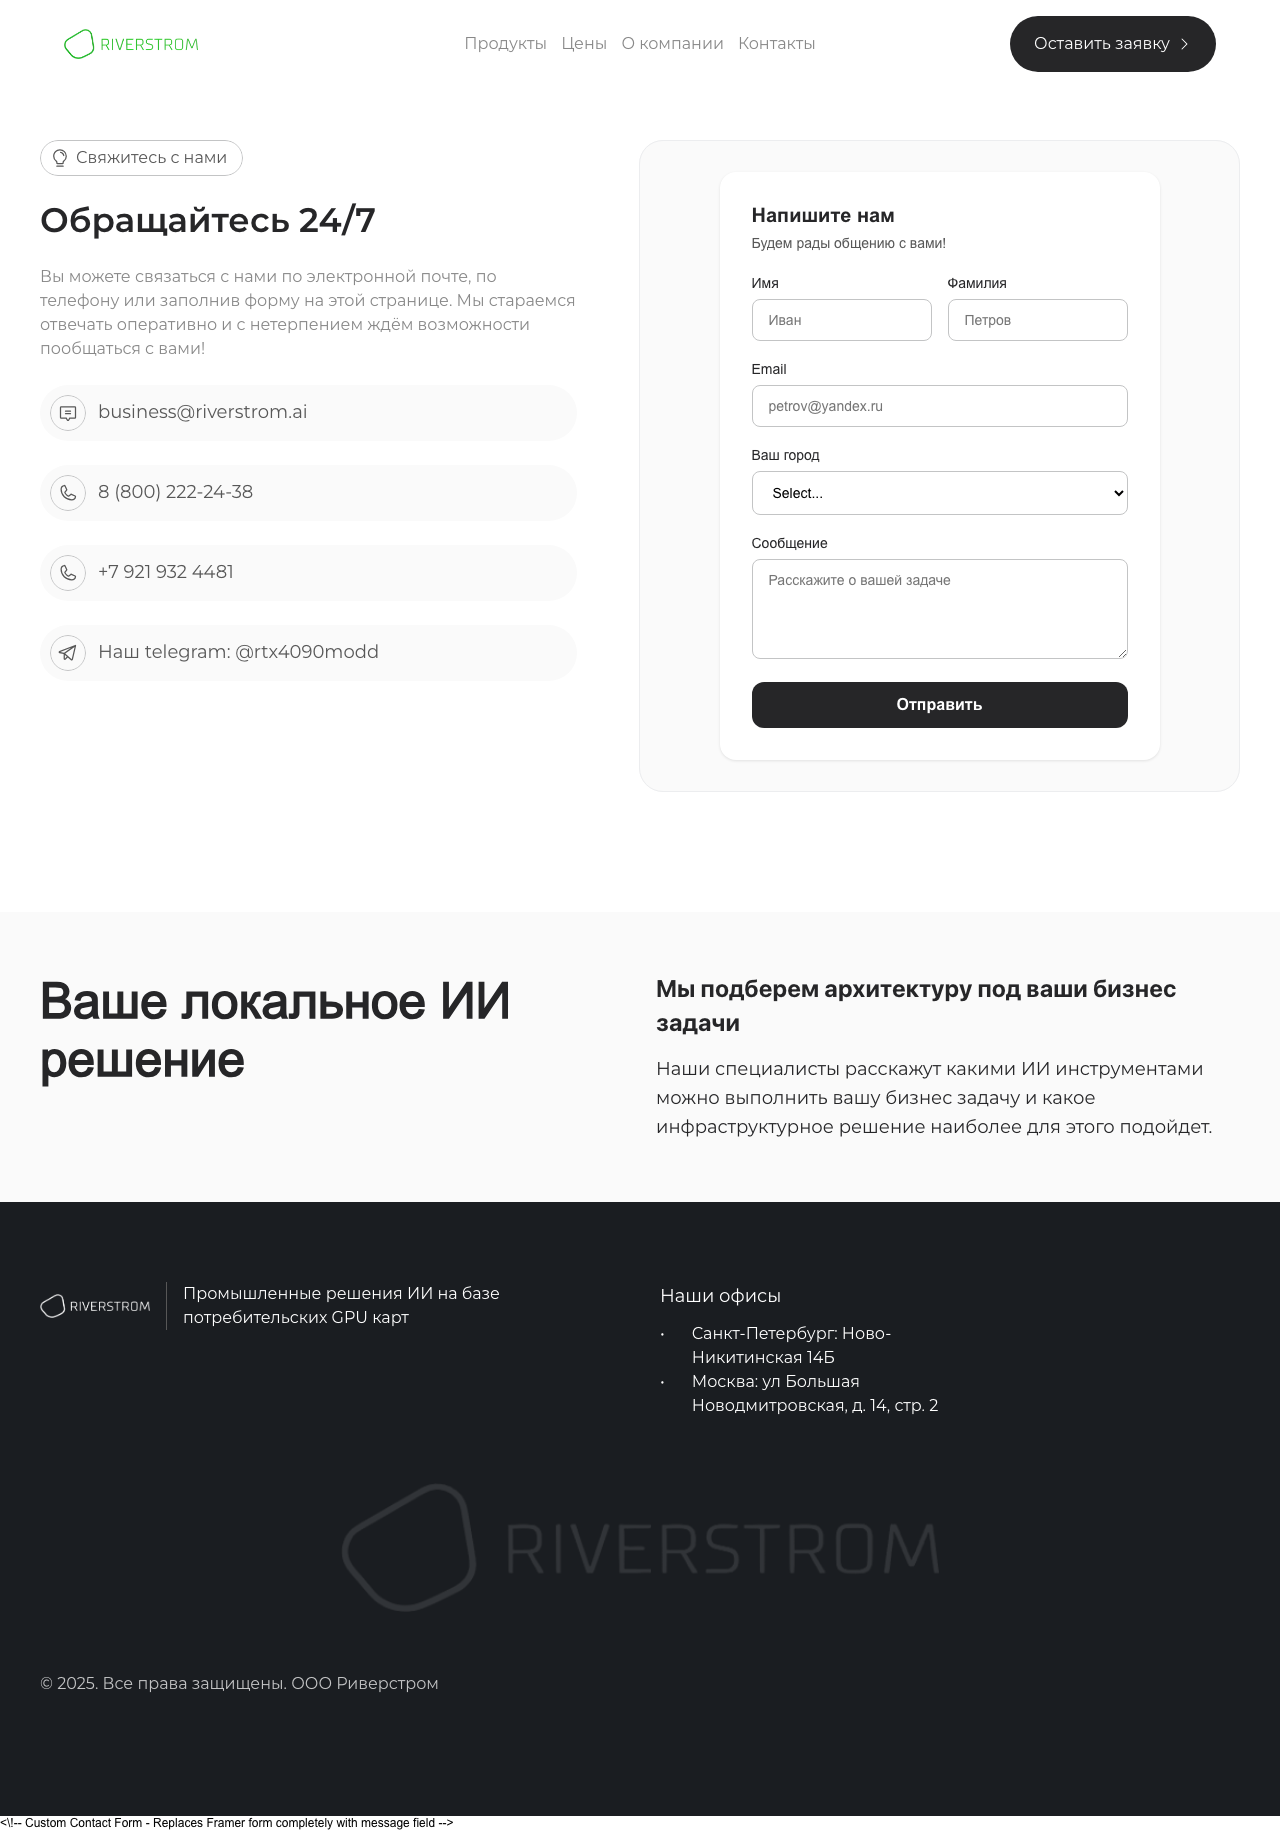 RIVERSTROM
Продукты Цены О компании Контакты
Оставить заявку
Свяжитесь с нами
Обращайтесь 24/7
Вы можете связаться с нами по электронной почте, по
телефону или заполнив форму на этой странице. Мы стараемся
отвечать оперативно и с нетерпением ждём возможности
пообщаться с вами!
business@riverstrom.ai
8 (800) 222-24-38
+7 921 932 4481
Наш telegram: @rtx4090modd
Напишите нам
Будем рады общению с вами!
Имя Фамилия
Иван Петров
Email
petrov@yandex.ru
Ваш город
Select...
Сообщение
Расскажите о вашей задаче
Отправить
Ваше локальное ИИ
решение
Мы подберем архитектуру под ваши бизнес
задачи
Наши специалисты расскажут какими ИИ инструментами
можно выполнить вашу бизнес задачу и какое
инфраструктурное решение наиболее для этого подойдет.
RIVERSTROM
Промышленные решения ИИ на базе
потребительских GPU карт
Наши офисы
• Санкт-Петербург: Ново-
Никитинская 14Б
• Москва: ул Большая
Новодмитровская, д. 14, стр. 2
RIVERSTROM
© 2025. Все права защищены. ООО Риверстром
<\!-- Custom Contact Form - Replaces Framer form completely with message field -->